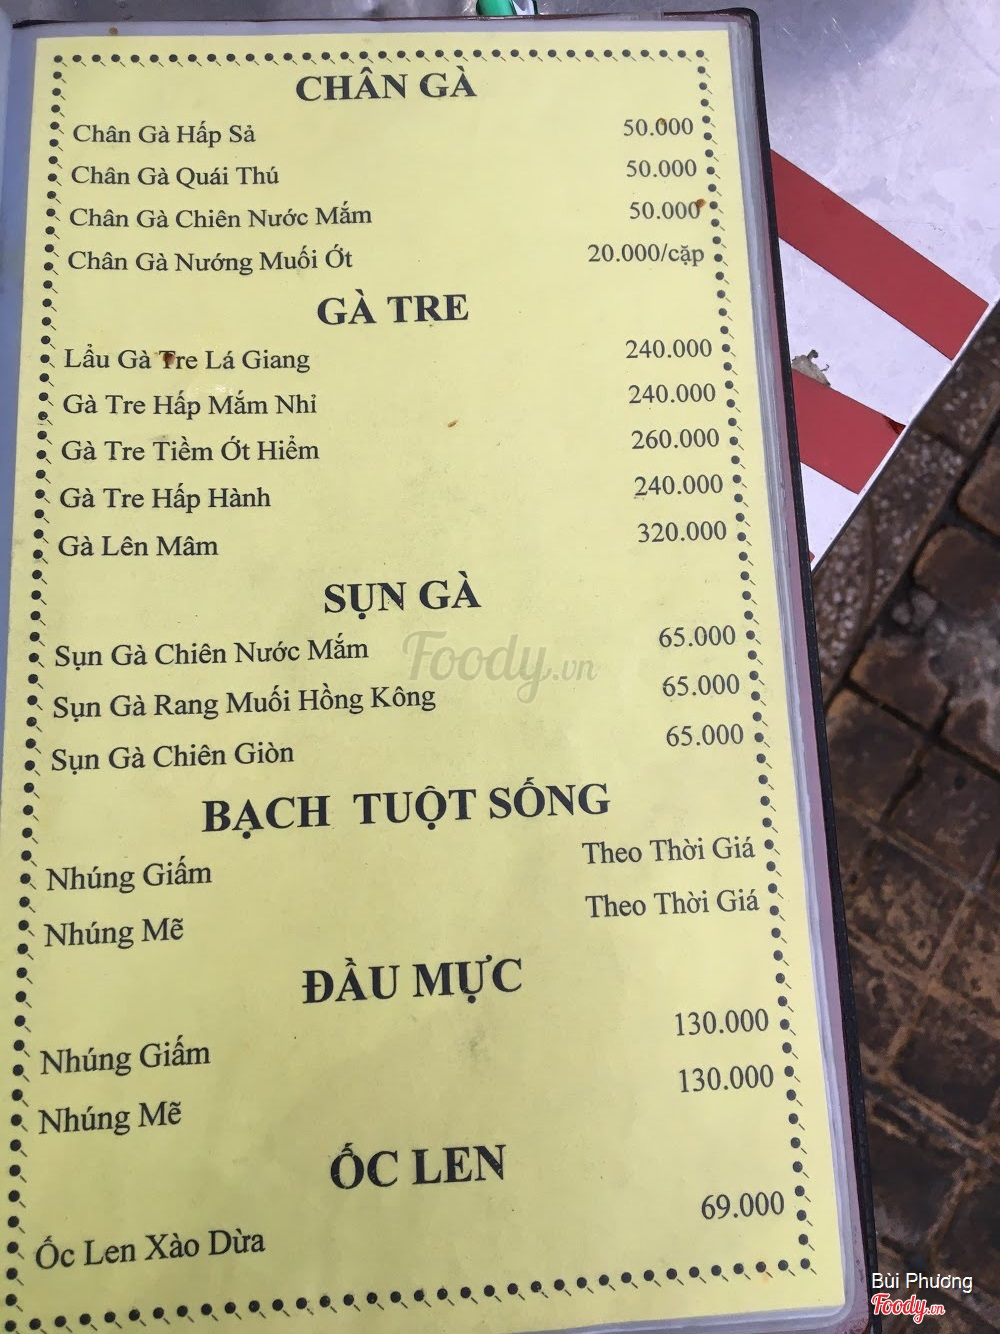 CHÂN GÀ
Chân Gà Hấp Sả 50.000
Chân Gà Quái Thú 50.000
Chân Gà Chiên Nước Mắm 50.000
Chân Gà Nướng Muối Ớt 20.000/cặp
GÀ TRE
Lẩu Gà Tre Lá Giang 240.000
Gà Tre Hấp Mắm Nhỉ 240.000
Gà Tre Tiềm Ớt Hiểm 260.000
Gà Tre Hấp Hành 240.000
Gà Lên Mâm 320.000
SỤN GÀ
Sụn Gà Chiên Nước Mắm 65.000
Foody.vn
Sụn Gà Rang Muối Hồng Kông 65.000
Sụn Gà Chiên Giòn 65.000
BẠCH TUỘT SỐNG
Nhúng Giấm Theo Thời Giá
Nhúng Mẽ Theo Thời Giá
ĐẦU MỰC
Nhúng Giấm 130.000
Nhúng Mẽ 130.000
ỐC LEN
Ốc Len Xào Dừa 69.000
Bùi Phương
Foody.vn